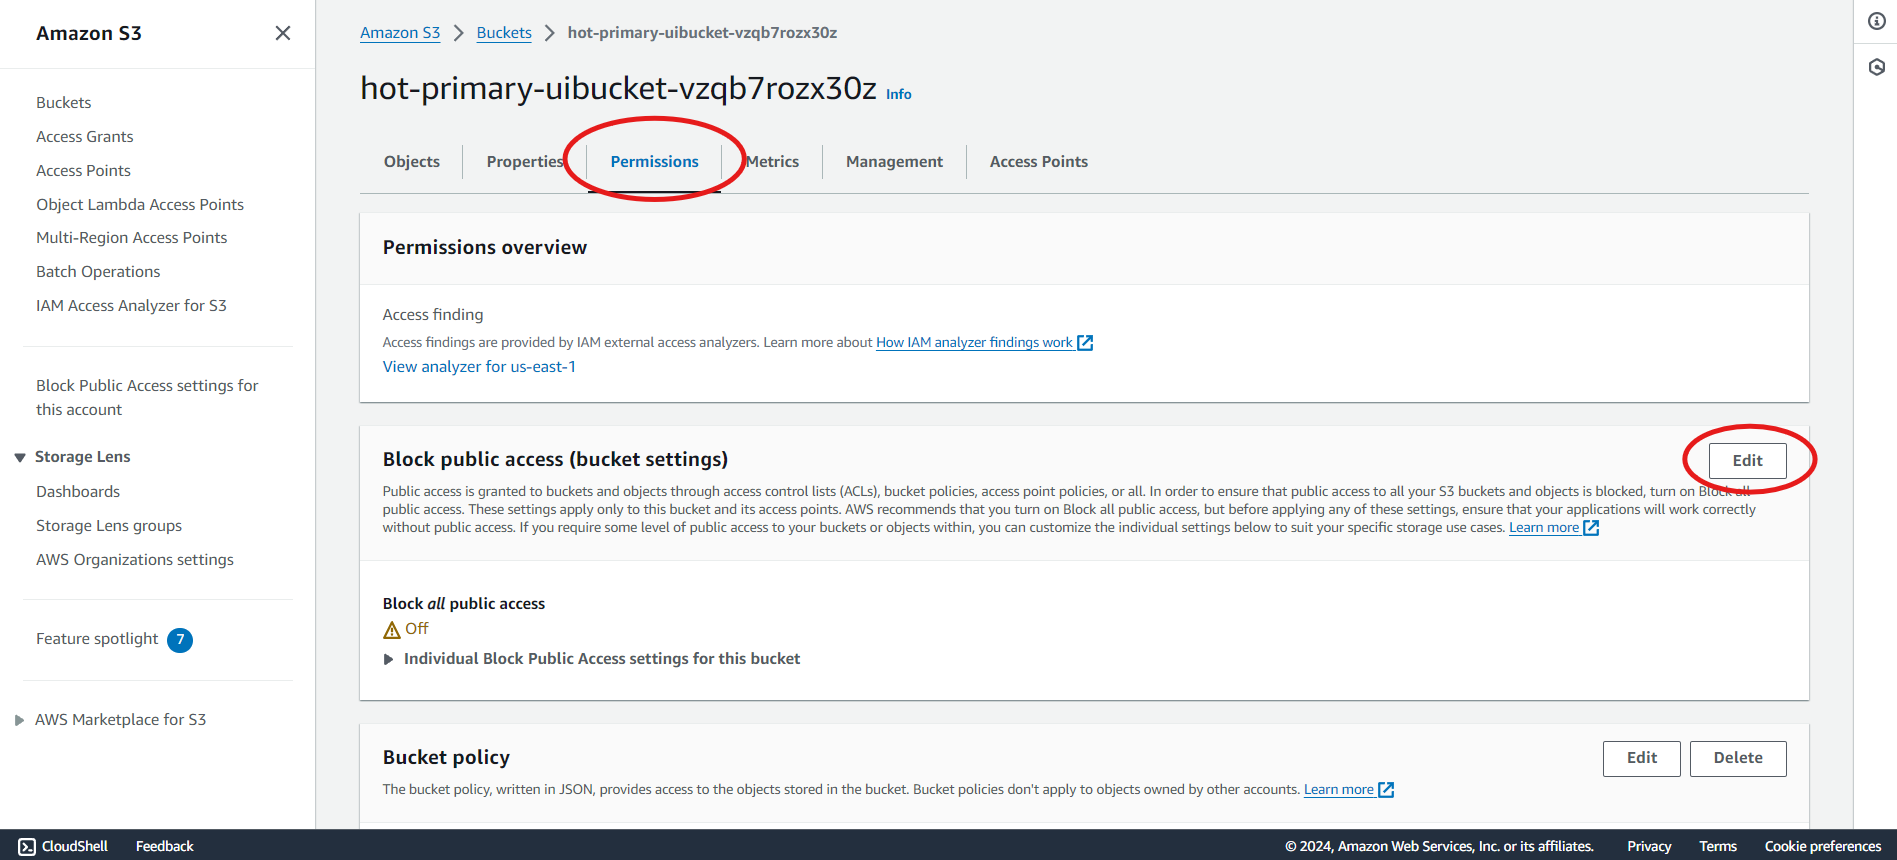 Amazon S3
Buckets
Access Grants
Access Points
Object Lambda Access Points
Multi-Region Access Points
Batch Operations
IAM Access Analyzer for S3
Block Public Access settings for
this account
Storage Lens
Dashboards
Storage Lens groups
AWS Organizations settings
Feature spotlight 7
AWS Marketplace for S3
Amazon S3 Buckets hot-primary-uibucket-vzqb7rozx30z
hot-primary-uibucket-vzqb7rozx30z Info
Objects Properties Permissions Metrics Management Access Points
Permissions overview
Access finding
Access findings are provided by IAM external access analyzers. Learn more about How IAM analyzer findings work
View analyzer for us-east-1
Block public access (bucket settings)
Edit
Public access is granted to buckets and objects through access control lists (ACLs), bucket policies, access point policies, or all. In order to ensure that public access to all your S3 buckets and objects is blocked, turn on Block all
public access. These settings apply only to this bucket and its access points. AWS recommends that you turn on Block all public access, but before applying any of these settings, ensure that your applications will work correctly
without public access. If you require some level of public access to your buckets or objects within, you can customize the individual settings below to suit your specific storage use cases. Learn more
Block all public access
Off
Individual Block Public Access settings for this bucket
Bucket policy
Edit Delete
The bucket policy, written in JSON, provides access to the objects stored in the bucket. Bucket policies don't apply to objects owned by other accounts. Learn more
CloudShell Feedback © 2024, Amazon Web Services, Inc. or its affiliates. Privacy Terms Cookie preferences